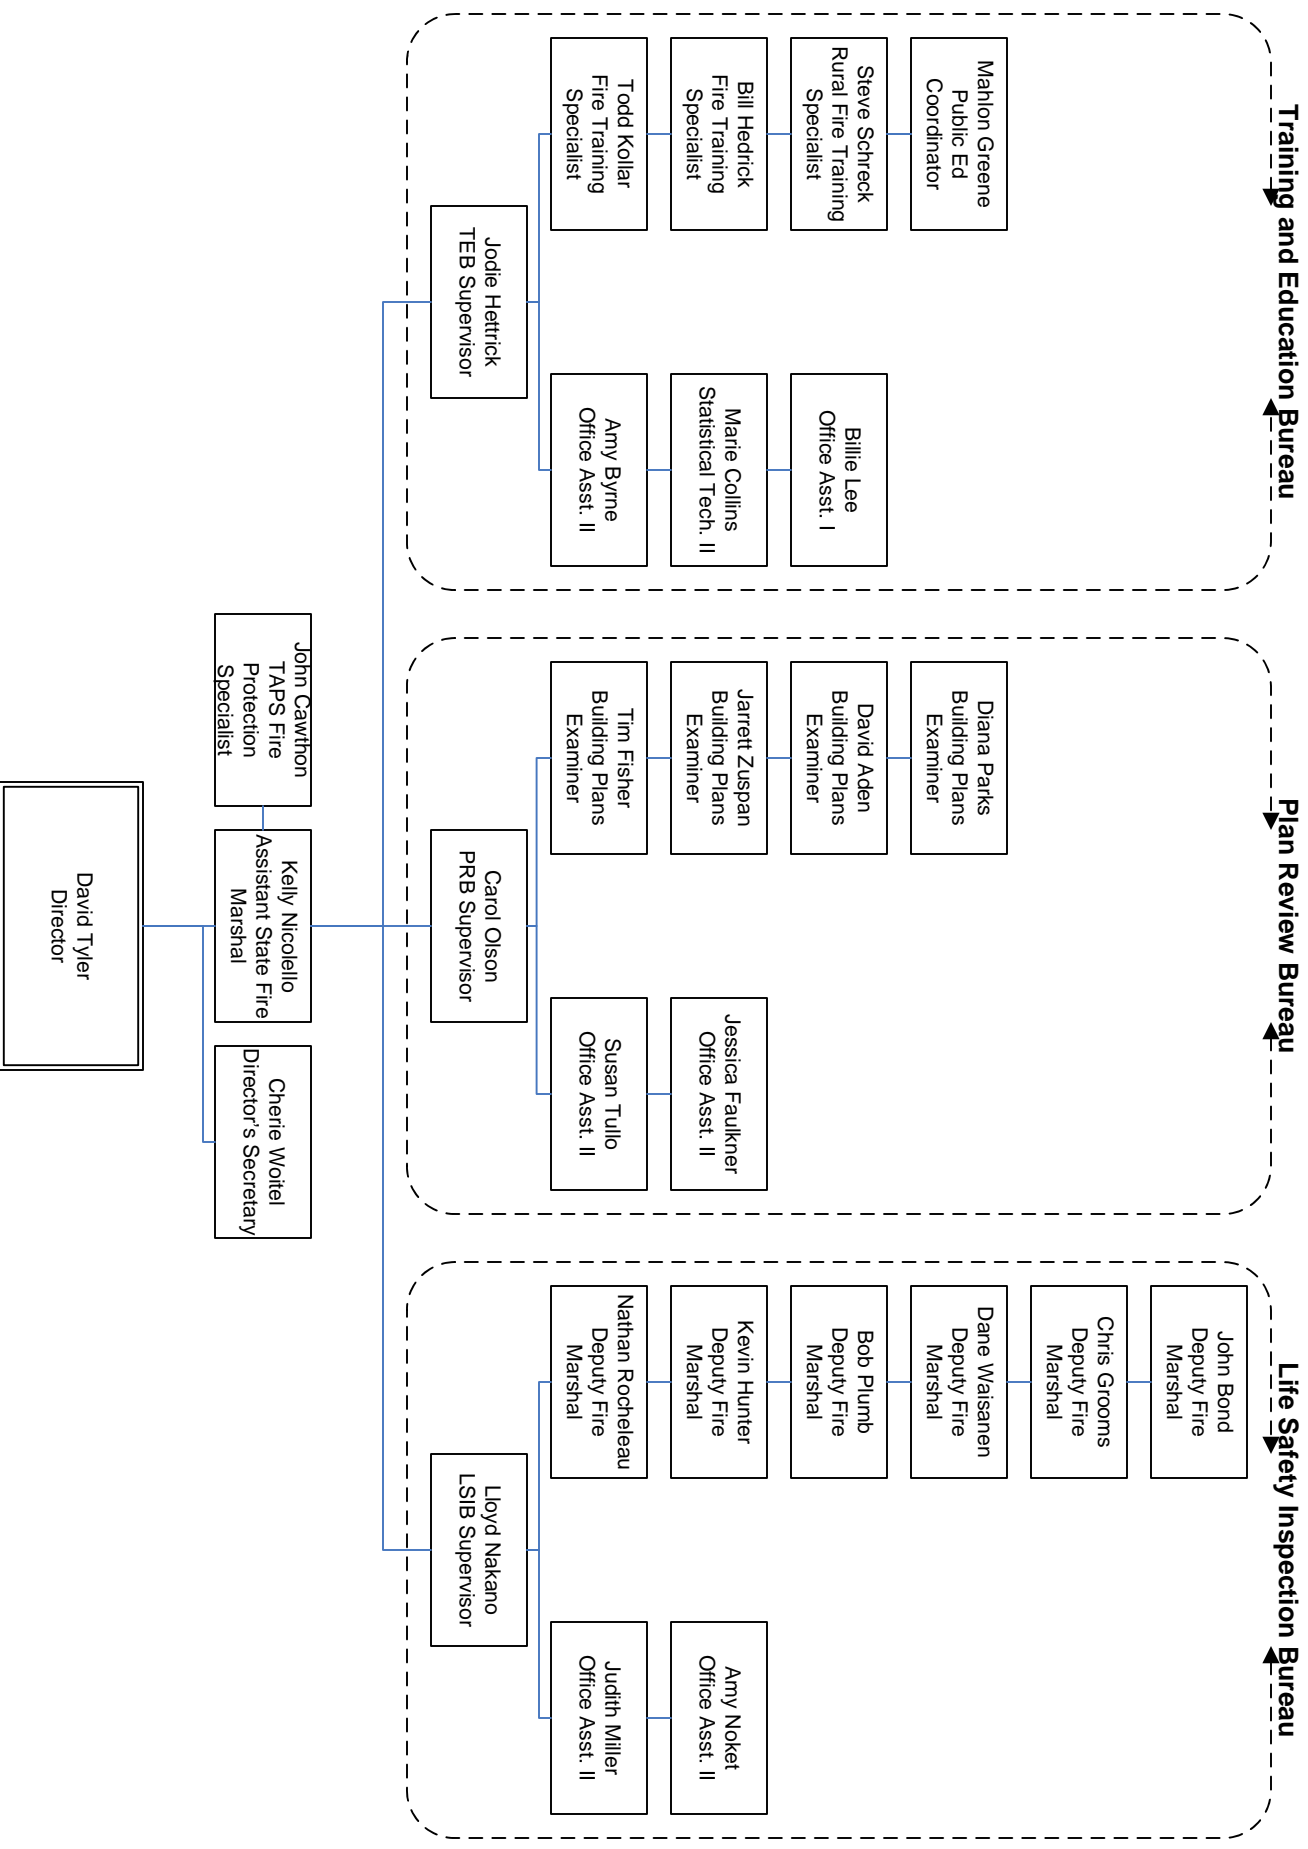 Training and Education Bureau
Mahlon Greene
Public Ed
Coordinator
Steve Schreck
Rural Fire Training
Specialist
Bill Hedrick
Fire Training
Specialist
Todd Kollar
Fire Training
Specialist
Billie Lee
Office Asst. I
Marie Collins
Statistical Tech. II
Amy Byrne
Office Asst. II
Jodie Hettrick
TEB Supervisor
Plan Review Bureau
Diana Parks
Building Plans
Examiner
David Aden
Building Plans
Examiner
Jarrett Zuspan
Building Plans
Examiner
Tim Fisher
Building Plans
Examiner
Jessica Faulkner
Office Asst. II
Susan Tullo
Office Asst. II
Carol Olson
PRB Supervisor
Life Safety Inspection Bureau
John Bond
Deputy Fire
Marshal
Chris Grooms
Deputy Fire
Marshal
Dane Waisanen
Deputy Fire
Marshal
Bob Plumb
Deputy Fire
Marshal
Kevin Hunter
Deputy Fire
Marshal
Nathan Rocheleau
Deputy Fire
Marshal
Amy Noket
Office Asst. II
Judith Miller
Office Asst. II
Lloyd Nakano
LSIB Supervisor
John Cawthon
TAPS Fire
Protection
Specialist
Kelly Nicolello
Assistant State Fire
Marshal
Cherie Woitel
Director's Secretary
David Tyler
Director